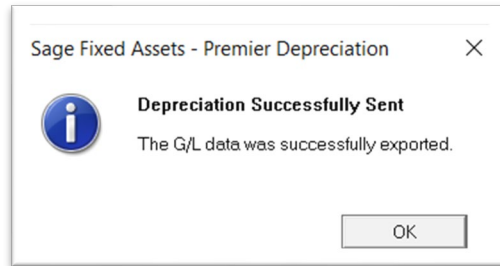 Sage Fixed Assets - Premier Depreciation
Depreciation Successfully Sent
The G/L data was successfully exported.
OK